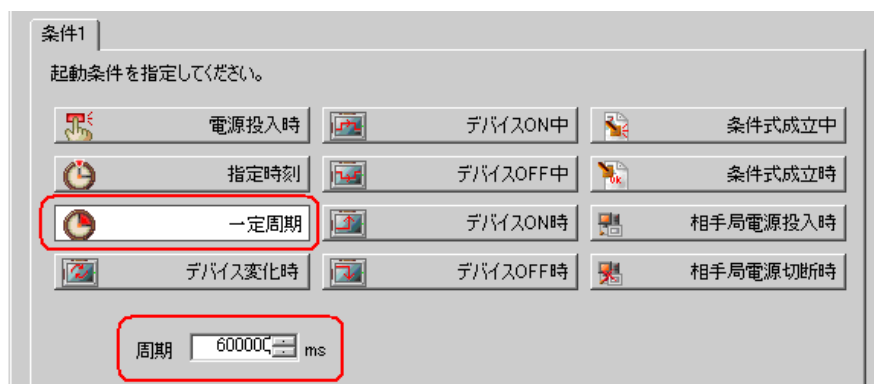 条件1
起動条件を指定してください。
電源投入時 デバイスON中 条件式成立中
指定時刻 デバイスOFF中 条件式成立時
一定周期 デバイスON時 相手局電源投入時
デバイス変化時 デバイスOFF時 相手局電源切断時
周期 ms